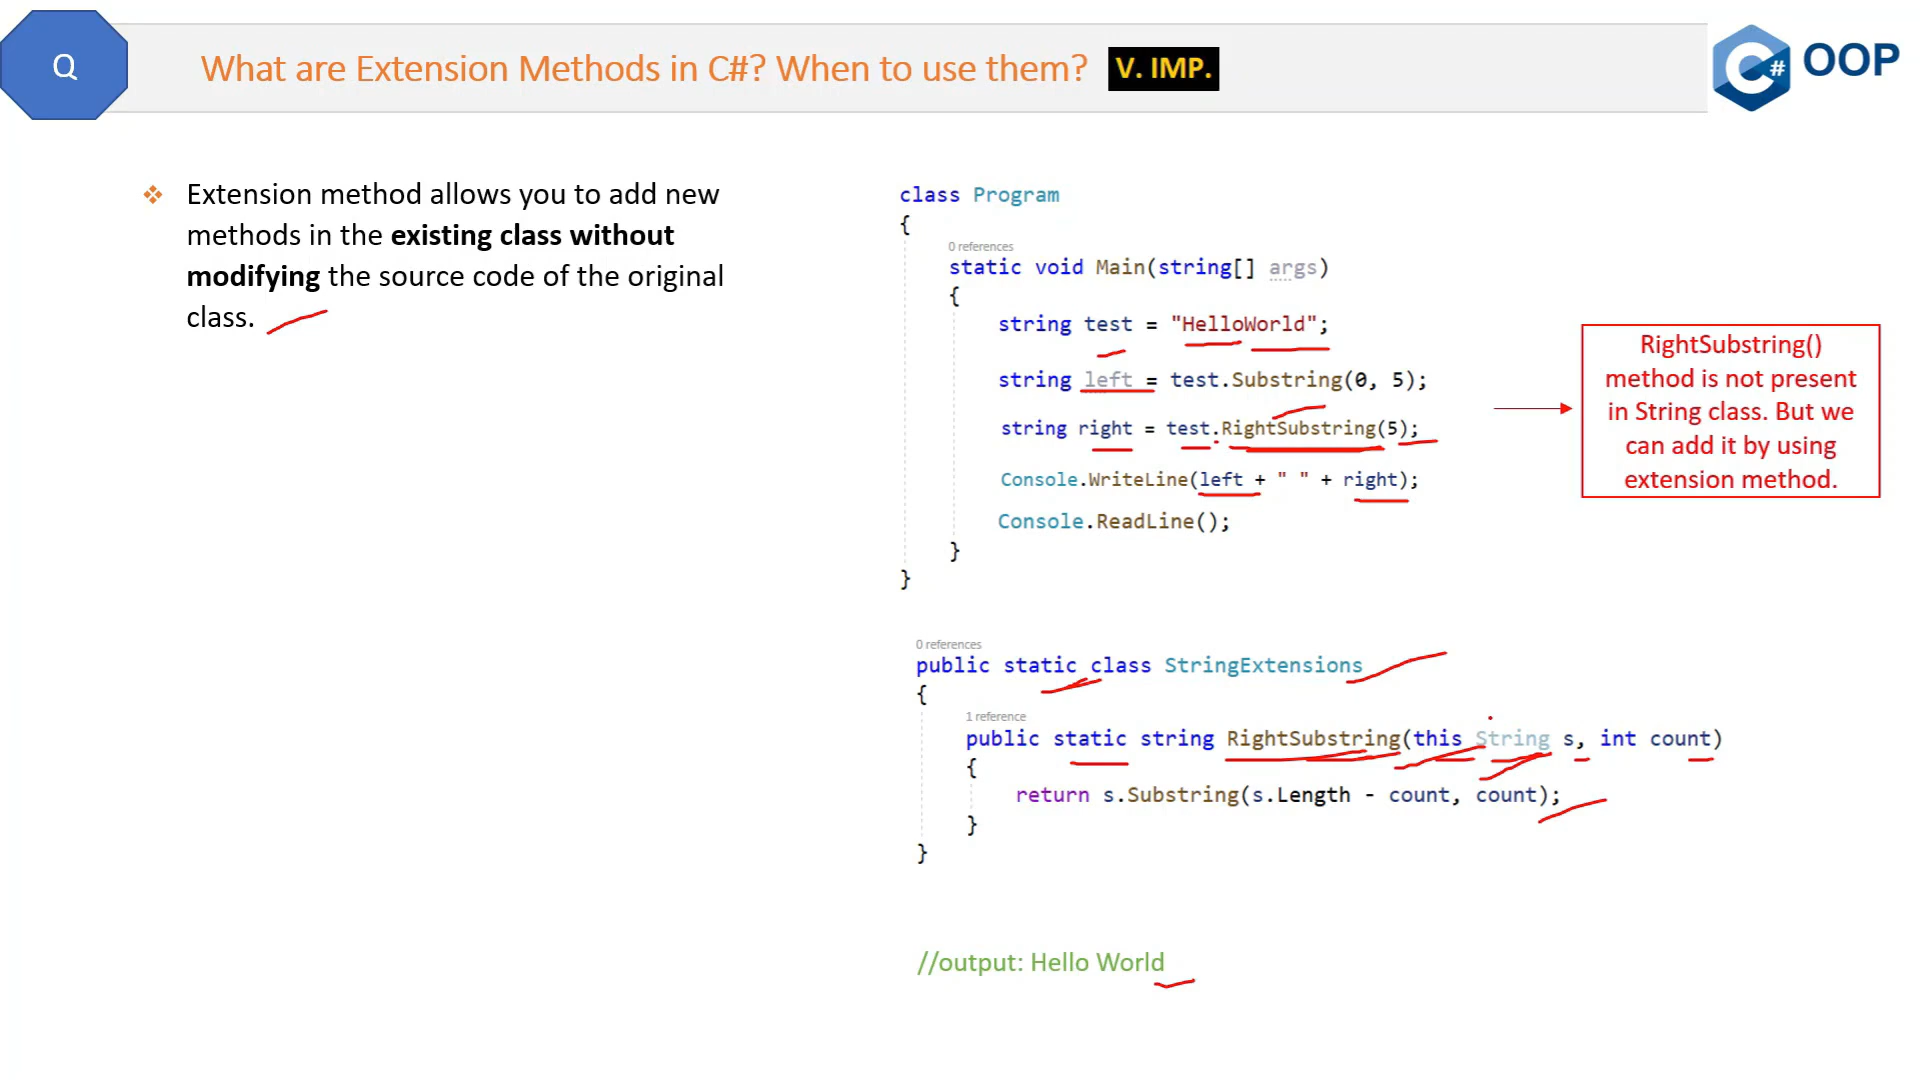 Q
What are Extension Methods in C#? When to use them?
V. IMP.
C# OOP
❖ Extension method allows you to add new
methods in the existing class without
modifying the source code of the original
class.
class Program
{
0 references
static void Main(string[] args)
{
string test = "HelloWorld";
string left = test.Substring(0, 5);
string right = test.RightSubstring(5);
Console.WriteLine(left + " " + right);
Console.ReadLine();
}
}
RightSubstring()
method is not present
in String class. But we
can add it by using
extension method.
0 references
public static class StringExtensions
{
1 reference
public static string RightSubstring(this String s, int count)
{
return s.Substring(s.Length - count, count);
}
}
//output: Hello World